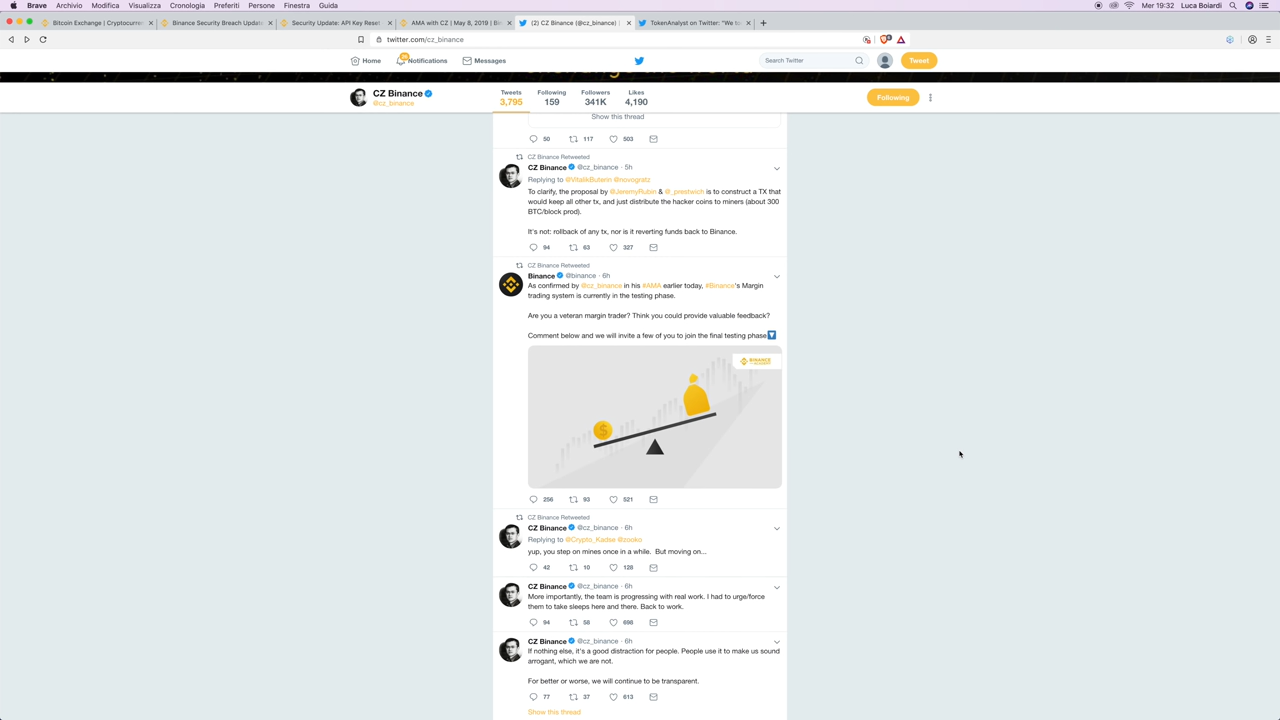 Brave Archivio Modifica Visualizza Cronologia Preferiti Persone Finestra Guida Mer 19:32 Luca Boiardi
Bitcoin Exchange | Cryptocurre
Binance Security Breach Update
Security Update: API Key Reset
AMA with CZ | May 8, 2019 | Bin
(2) CZ Binance (@cz_binance) |
TokenAnalyst on Twitter: "We ta
twitter.com/cz_binance
Home Notifications Messages Search Twitter Tweet
CZ Binance
@cz_binance
Tweets Following Followers Likes
3,795 159 341K 4,190
Following
Show this thread
50 117 503
CZ Binance Retweeted
CZ Binance @cz_binance · 5h
Replying to @VitalikButerin @novogratz
To clarify, the proposal by @JeremyRubin & @_prestwich is to construct a TX that
would keep all other tx, and just distribute the hacker coins to miners (about 300
BTC/block prod).
It's not: rollback of any tx, nor is it reverting funds back to Binance.
94 63 327
CZ Binance Retweeted
Binance @binance · 6h
As confirmed by @cz_binance in his #AMA earlier today, #Binance's Margin
trading system is currently in the testing phase.
Are you a veteran margin trader? Think you could provide valuable feedback?
Comment below and we will invite a few of you to join the final testing phase
BINANCE
$
256 93 521
CZ Binance Retweeted
CZ Binance @cz_binance · 6h
Replying to @Crypto_Kadse @zooko
yup, you step on mines once in a while. But moving on...
42 10 128
CZ Binance @cz_binance · 6h
More importantly, the team is progressing with real work. I had to urge/force
them to take sleeps here and there. Back to work.
94 58 698
CZ Binance @cz_binance · 6h
If nothing else, it's a good distraction for people. People use it to make us sound
arrogant, which we are not.
For better or worse, we will continue to be transparent.
77 37 613
Show this thread